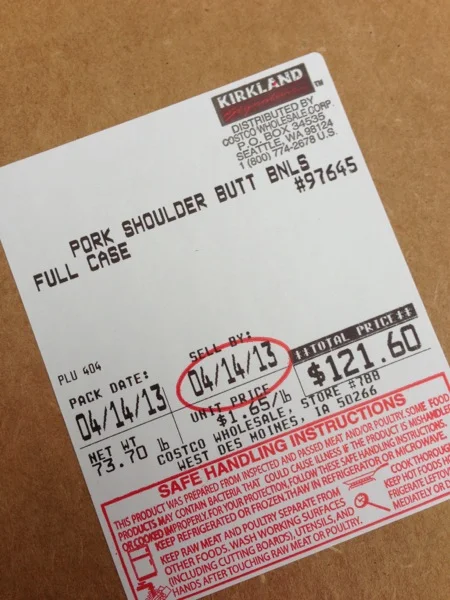 KIRKLAND
Signature
TM
DISTRIBUTED BY
COSTCO WHOLESALE CORP.
P.O. BOX 34535
SEATTLE, WA 98124
1 (800) 774-2678 U.S.
#97645
PORK SHOULDER BUTT BNLS
FULL CASE
PLU 404
PACK DATE:
04/14/13
SELL BY:
04/14/13
**TOTAL PRICE**
$121.60
NET WT
73.70 lb
UNIT PRICE
$1.65/lb
COSTCO WHOLESALE, STORE #788
WEST DES MOINES, IA 50266
SAFE HANDLING INSTRUCTIONS
THIS PRODUCT WAS PREPARED FROM INSPECTED AND PASSED MEAT AND/OR POULTRY. SOME FOOD
PRODUCTS MAY CONTAIN BACTERIA THAT COULD CAUSE ILLNESS IF THE PRODUCT IS MISHANDLED
OR COOKED IMPROPERLY. FOR YOUR PROTECTION, FOLLOW THESE SAFE HANDLING INSTRUCTIONS.
KEEP REFRIGERATED OR FROZEN. THAW IN REFRIGERATOR OR MICROWAVE.
KEEP RAW MEAT AND POULTRY SEPARATE FROM
OTHER FOODS. WASH WORKING SURFACES
(INCLUDING CUTTING BOARDS), UTENSILS, AND
HANDS AFTER TOUCHING RAW MEAT OR POULTRY.
COOK THOROUGH
KEEP HOT FOODS H
FRIGERATE LEFTO
MEDIATELY OR D